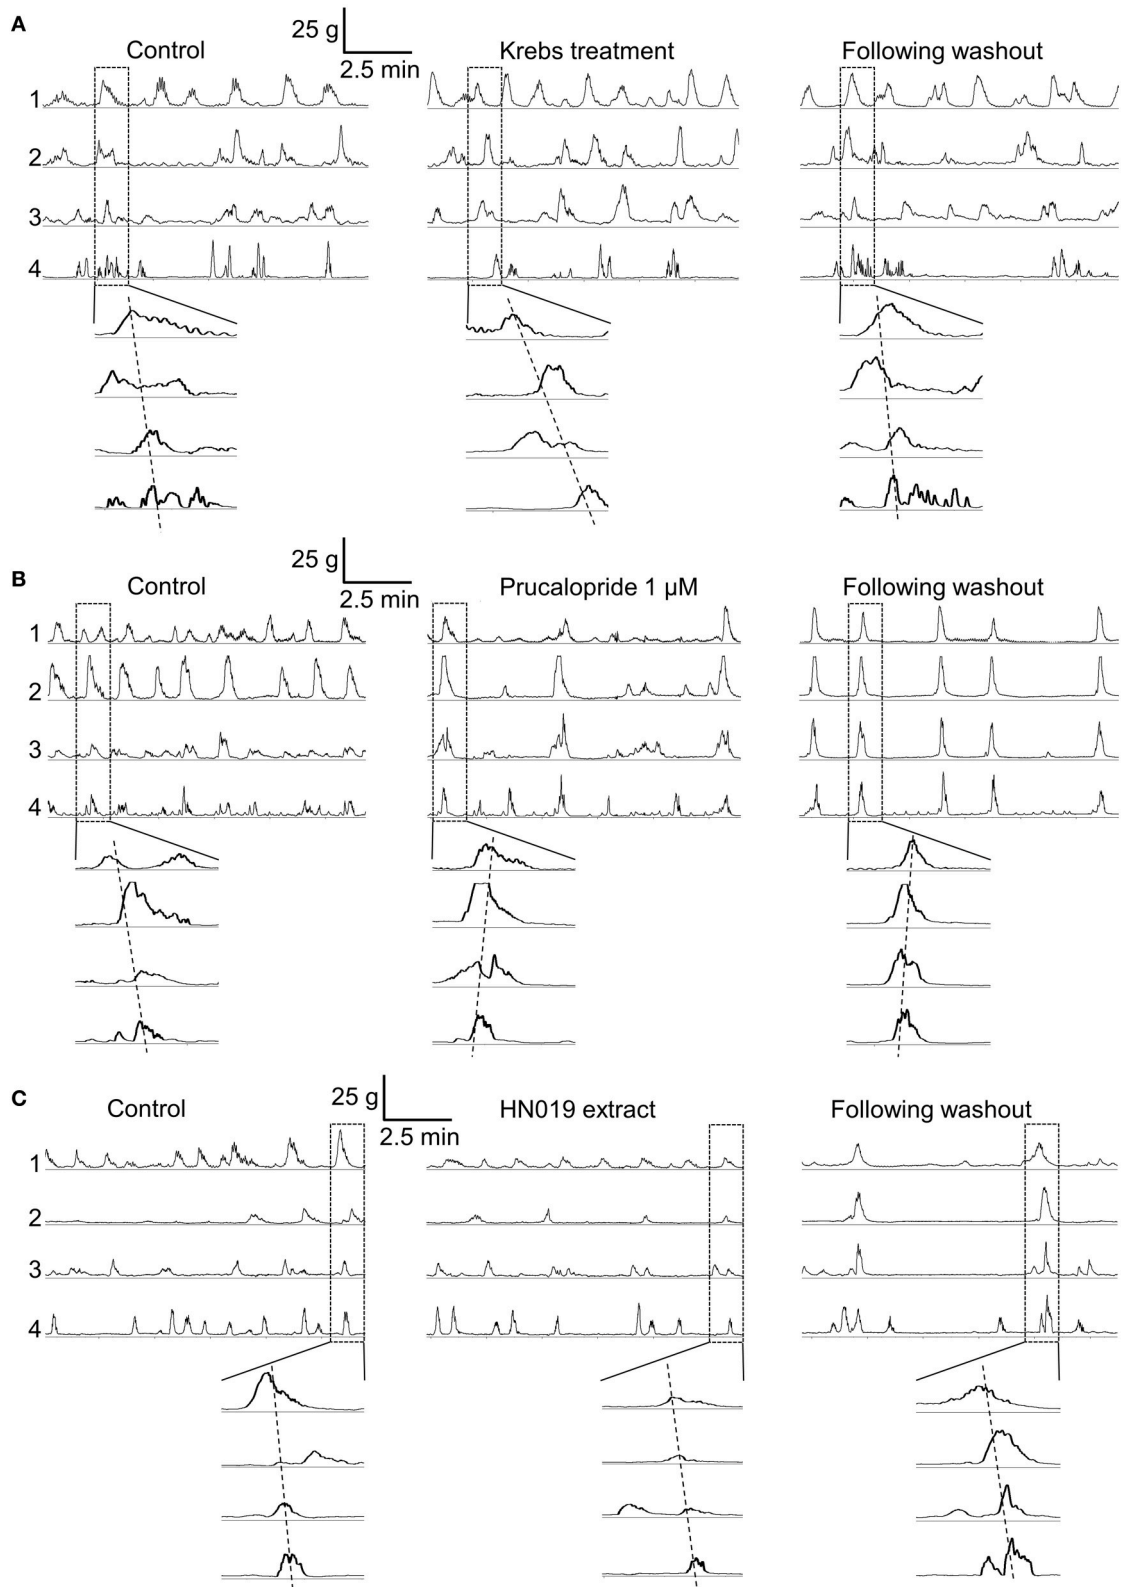 A
25 g
2.5 min
Control
Krebs treatment
Following washout
1
2
3
4
B
25 g
2.5 min
Control
Prucalopride 1 µM
Following washout
1
2
3
4
C
25 g
2.5 min
Control
HN019 extract
Following washout
1
2
3
4